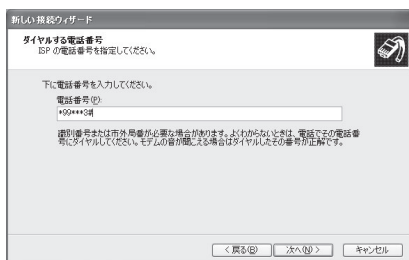 新しい接続ウィザード
ダイヤルする電話番号
ISP の電話番号を指定してください。
下に電話番号を入力してください。
電話番号(P):
*99***3#
識別番号または市外局番が必要な場合があります。よくわからないときは、電話でその電話番
号にダイヤルしてください。モデムの音が聞こえる場合はダイヤルしたその番号が正解です。
< 戻る(B)
次へ(N) >
キャンセル